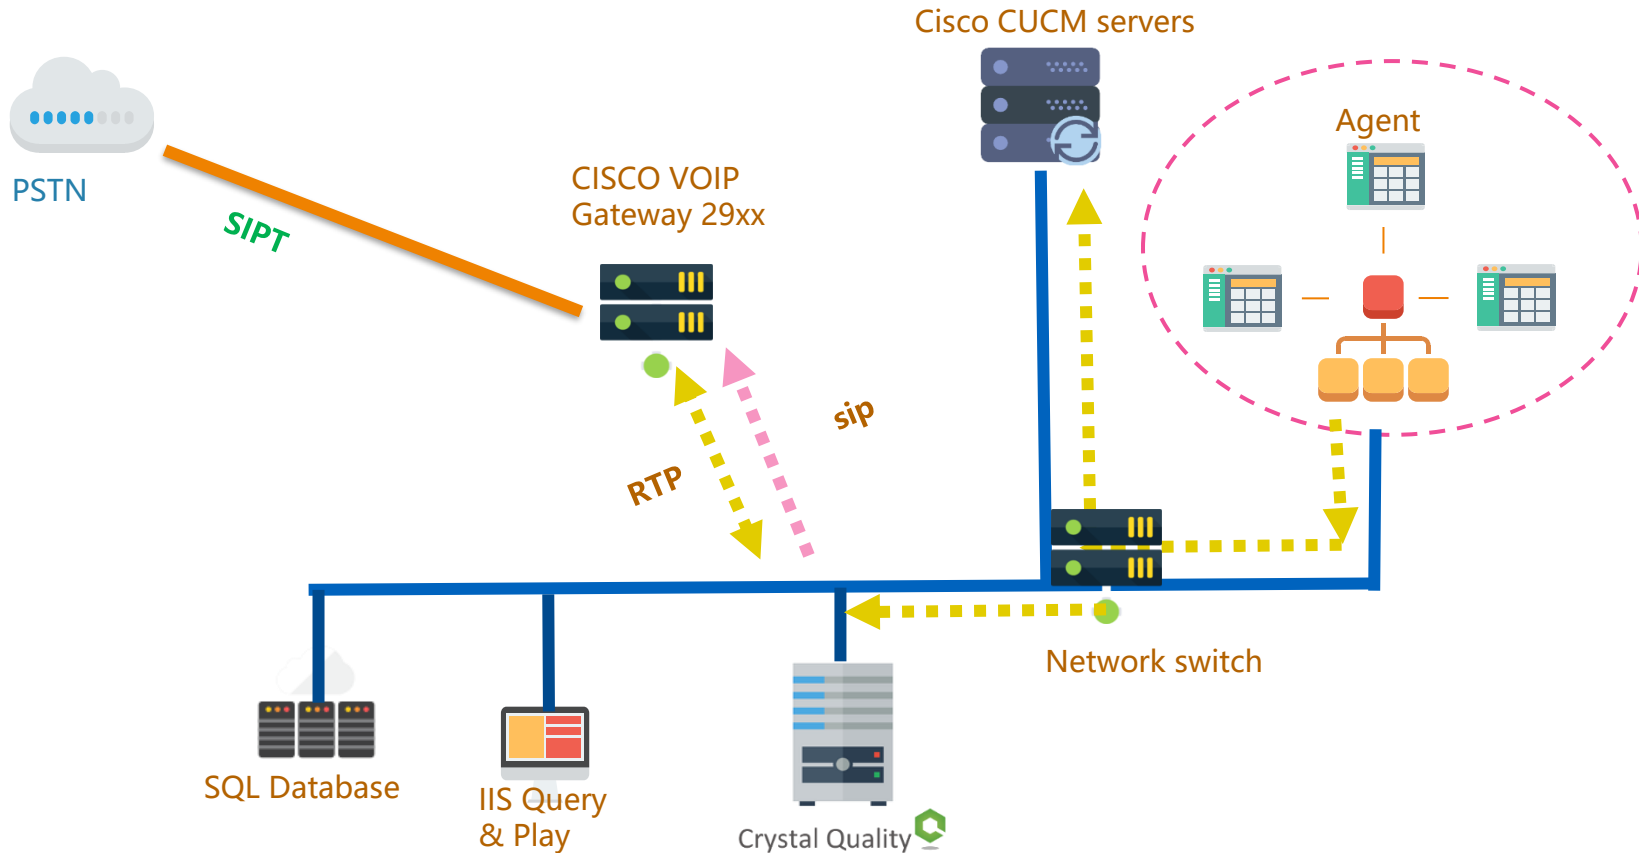 Cisco CUCM servers
Agent
CISCO VOIP
Gateway 29xx
PSTN
SIPT
sip
RTP
Network switch
SQL Database
IIS Query
& Play
Crystal Quality